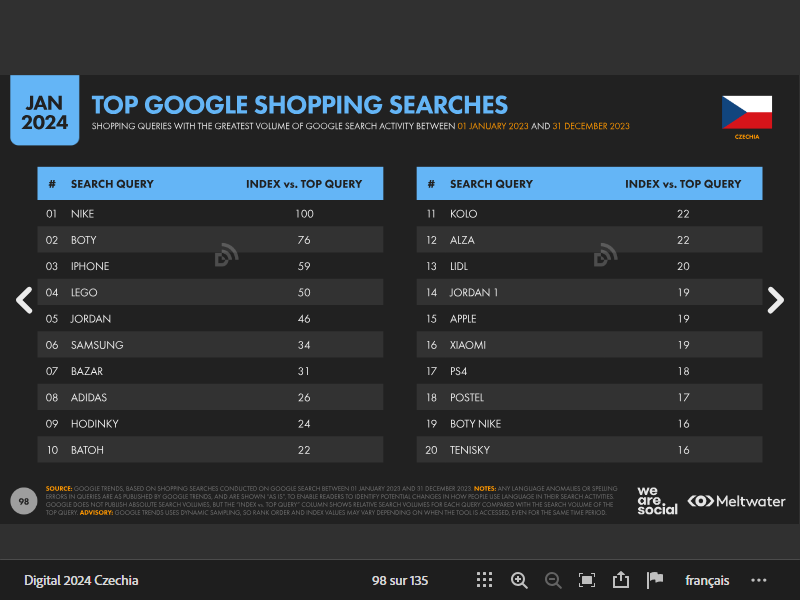 JAN
2024
TOP GOOGLE SHOPPING SEARCHES
SHOPPING QUERIES WITH THE GREATEST VOLUME OF GOOGLE SEARCH ACTIVITY BETWEEN 01 JANUARY 2023 AND 31 DECEMBER 2023
CZECHIA
# SEARCH QUERY INDEX vs. TOP QUERY
01 NIKE 100
02 BOTY 76
03 IPHONE 59
04 LEGO 50
05 JORDAN 46
06 SAMSUNG 34
07 BAZAR 31
08 ADIDAS 26
09 HODINKY 24
10 BATOH 22
# SEARCH QUERY INDEX vs. TOP QUERY
11 KOLO 22
12 ALZA 22
13 LIDL 20
14 JORDAN 1 19
15 APPLE 19
16 XIAOMI 19
17 PS4 18
18 POSTEL 17
19 BOTY NIKE 16
20 TENISKY 16
98
SOURCE: GOOGLE TRENDS, BASED ON SHOPPING SEARCHES CONDUCTED ON GOOGLE SEARCH BETWEEN 01 JANUARY 2023 AND 31 DECEMBER 2023. NOTES: ANY LANGUAGE ANOMALIES OR SPELLING
ERRORS IN QUERIES ARE AS PUBLISHED BY GOOGLE TRENDS, AND ARE SHOWN "AS IS", TO ENABLE READERS TO IDENTIFY POTENTIAL CHANGES IN HOW PEOPLE USE LANGUAGE IN THEIR SEARCH ACTIVITIES.
GOOGLE DOES NOT PUBLISH ABSOLUTE SEARCH VOLUMES, BUT THE "INDEX vs. TOP QUERY" COLUMN SHOWS RELATIVE SEARCH VOLUMES FOR EACH QUERY COMPARED WITH THE SEARCH VOLUME OF THE
TOP QUERY. ADVISORY: GOOGLE TRENDS USES DYNAMIC SAMPLING, SO RANK ORDER AND INDEX VALUES MAY VARY DEPENDING ON WHEN THE TOOL IS ACCESSED, EVEN FOR THE SAME TIME PERIOD.
we
are.
social
Meltwater
Digital 2024 Czechia
98 sur 135
français